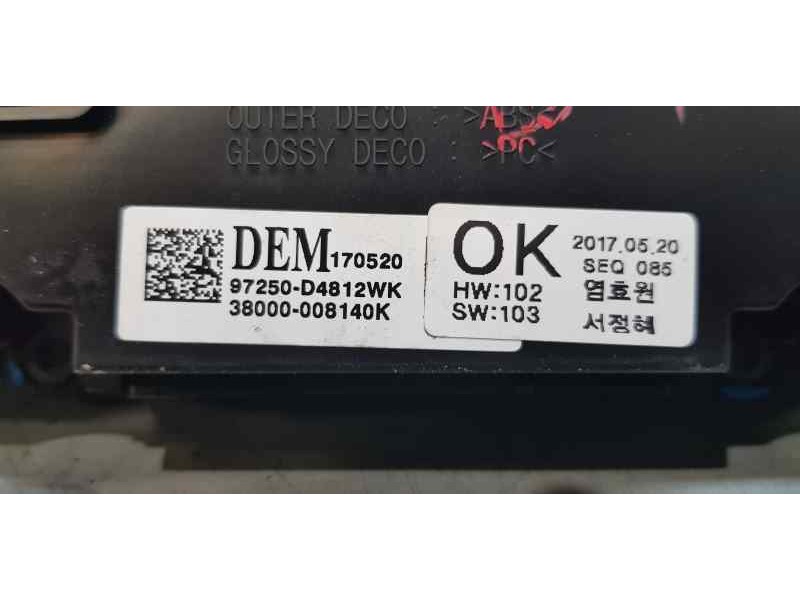 OUTER DECO : >ABS<
GLOSSY DECO : >PC<
DEM170520
97250-D4812WK
38000-008140K
OK
HW:102
SW:103
2017.05.20
SEQ 085
염효원
서정혜